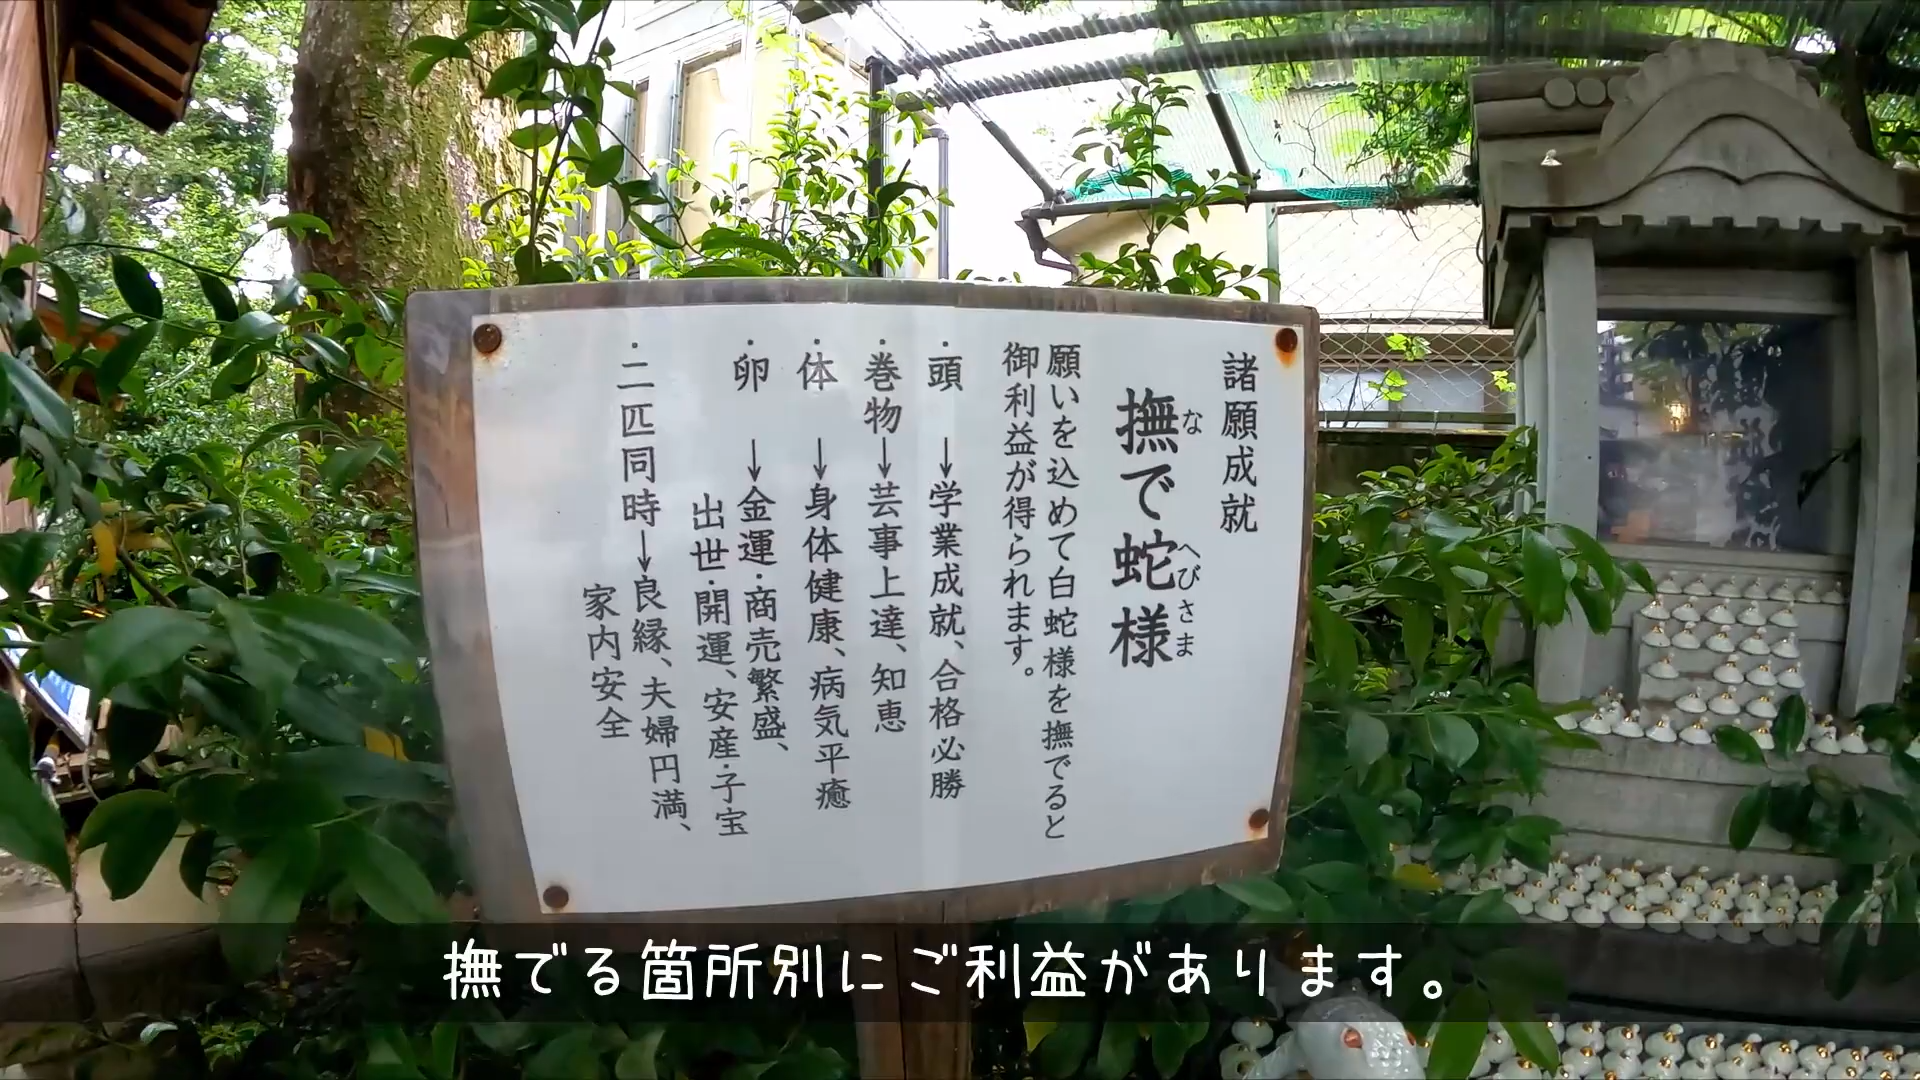 諸願成就
撫で蛇様
な
へびさま
願いを込めて白蛇様を撫でると
御利益が得られます。
・頭→学業成就、合格必勝
・巻物→芸事上達、知恵
・体→身体健康、病気平癒
・卵→金運・商売繁盛、
出世・開運、安産・子宝
・二匹同時→良縁、夫婦円満、
家内安全
撫でる箇所別にご利益があります。